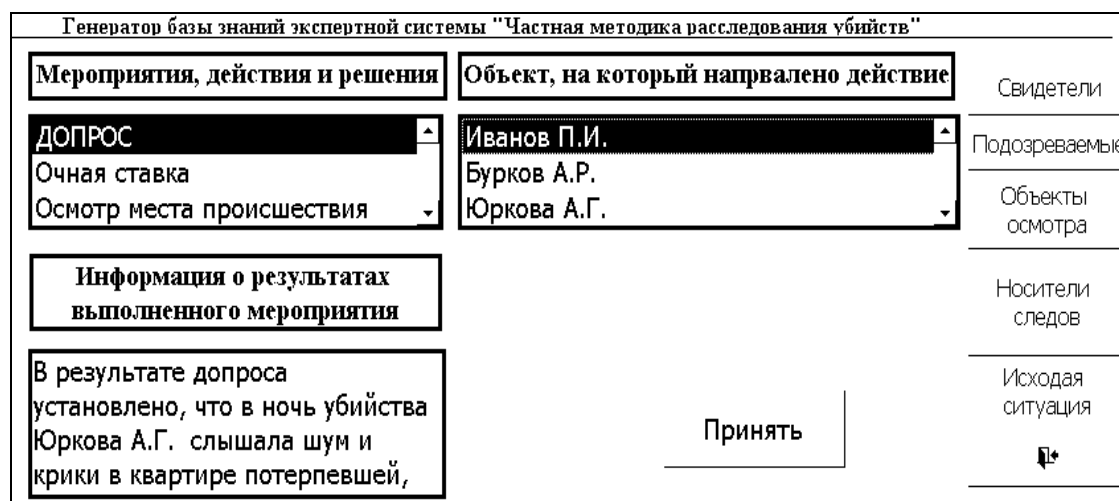 Генератор базы знаний экспертной системы "Частная методика расследования убийств"
Мероприятия, действия и решения
Объект, на который напрвалено действие
ДОПРОС
Очная ставка
Осмотр места происшествия
Иванов П.И.
Бурков А.Р.
Юркова А.Г.
Информация о результатах
выполненного мероприятия
В результате допроса
установлено, что в ночь убийства
Юркова А.Г. слышала шум и
крики в квартире потерпевшей,
Принять
Свидетели
Подозреваемые
Объекты
осмотра
Носители
следов
Исходая
ситуация